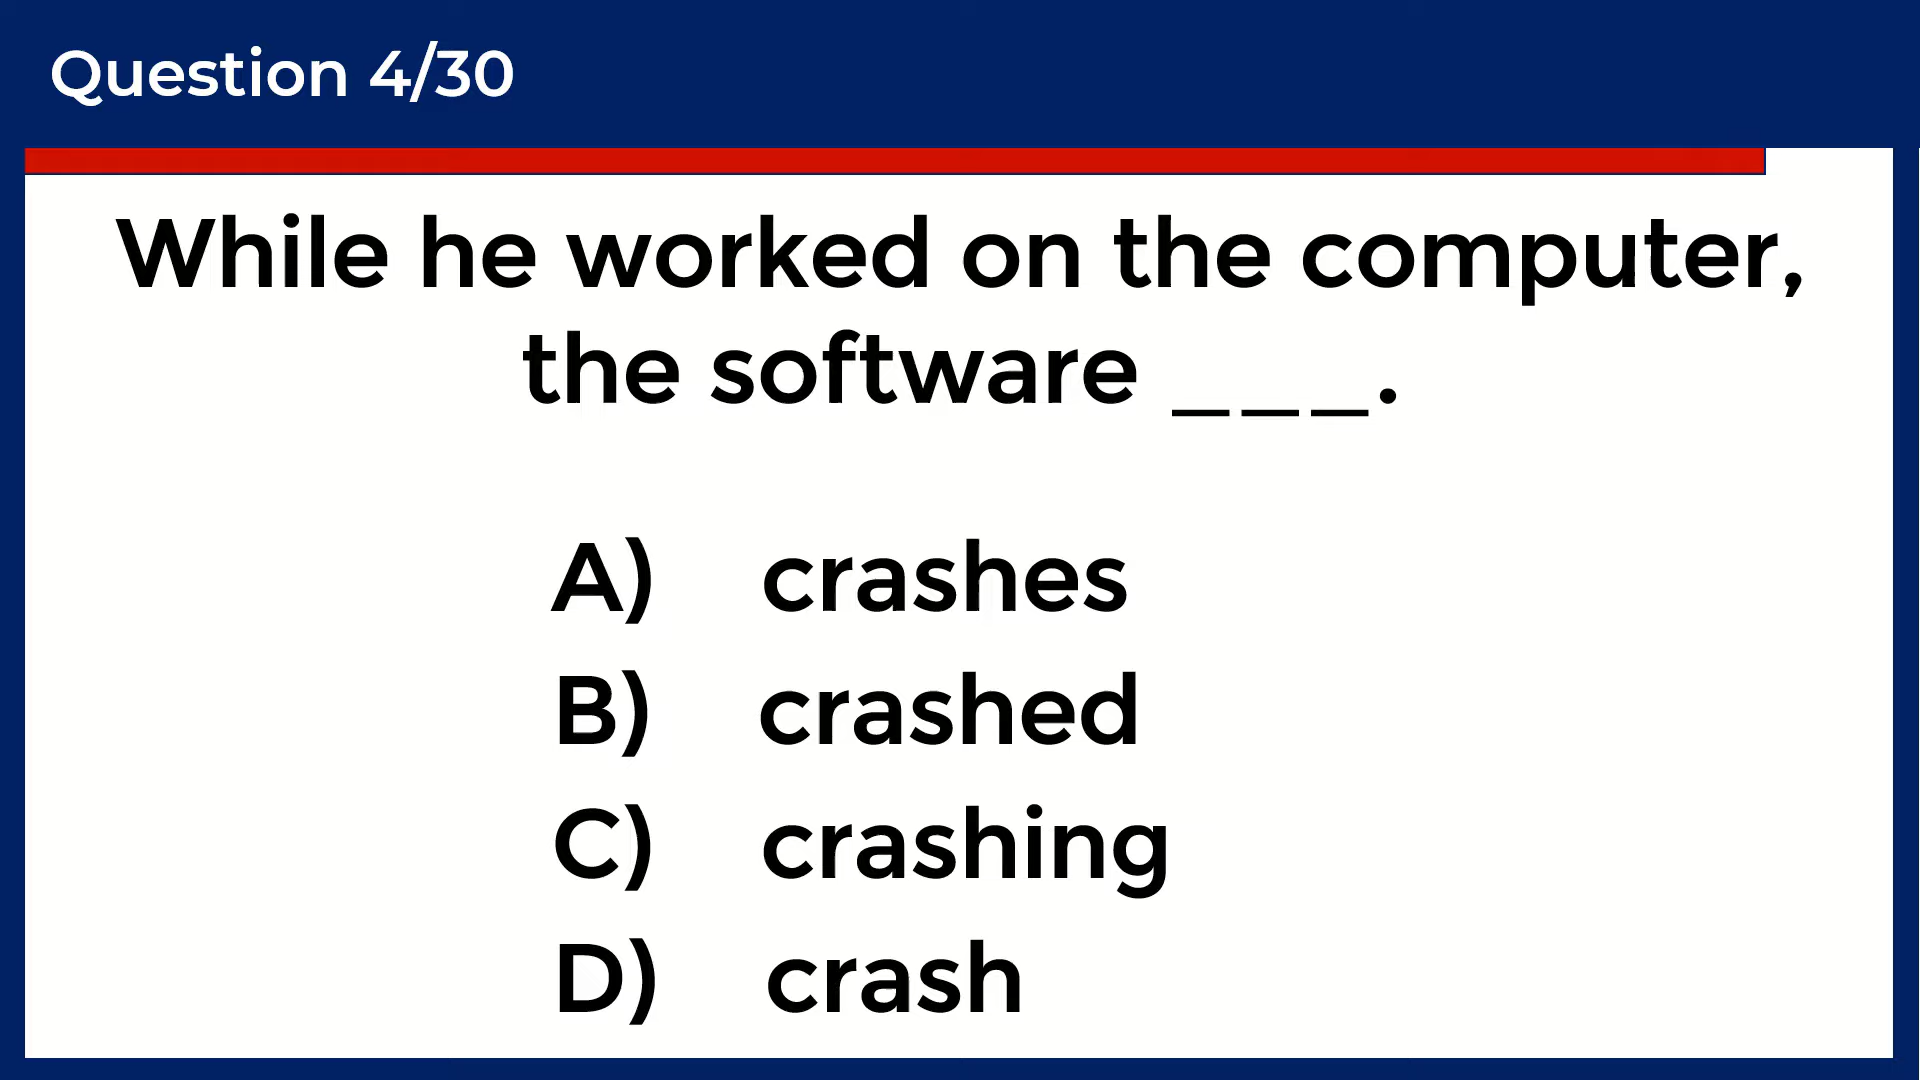 Question 4/30
While he worked on the computer,
the software ___.
A) crashes
B) crashed
C) crashing
D) crash